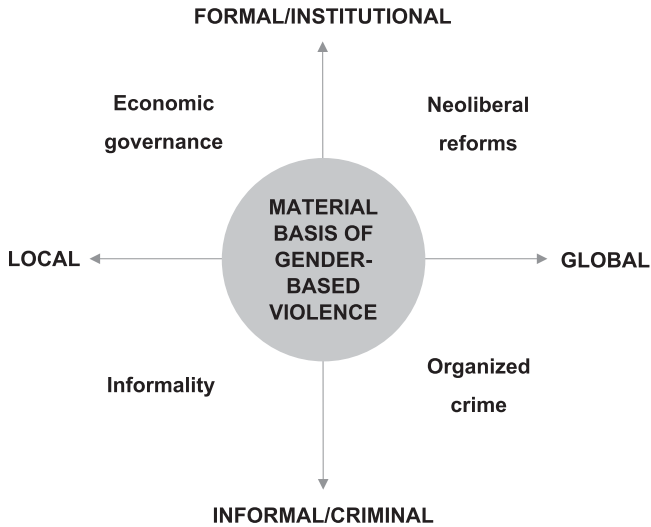 FORMAL/INSTITUTIONAL
Economic
governance
Neoliberal
reforms
MATERIAL
BASIS OF
GENDER-
BASED
VIOLENCE
LOCAL
GLOBAL
Informality
Organized
crime
INFORMAL/CRIMINAL